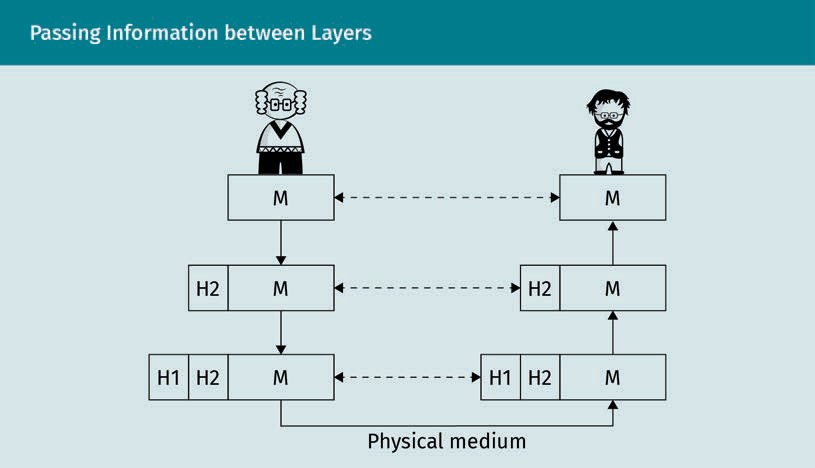 Passing Information between Layers
M M
H2 M H2 M
H1 H2 M H1 H2 M
Physical medium